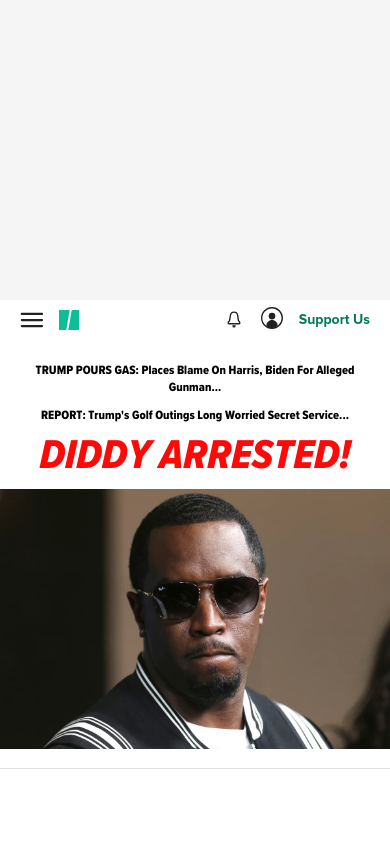 Support Us
TRUMP POURS GAS: Places Blame On Harris, Biden For Alleged
Gunman...
REPORT: Trump's Golf Outings Long Worried Secret Service...
DIDDY ARRESTED!